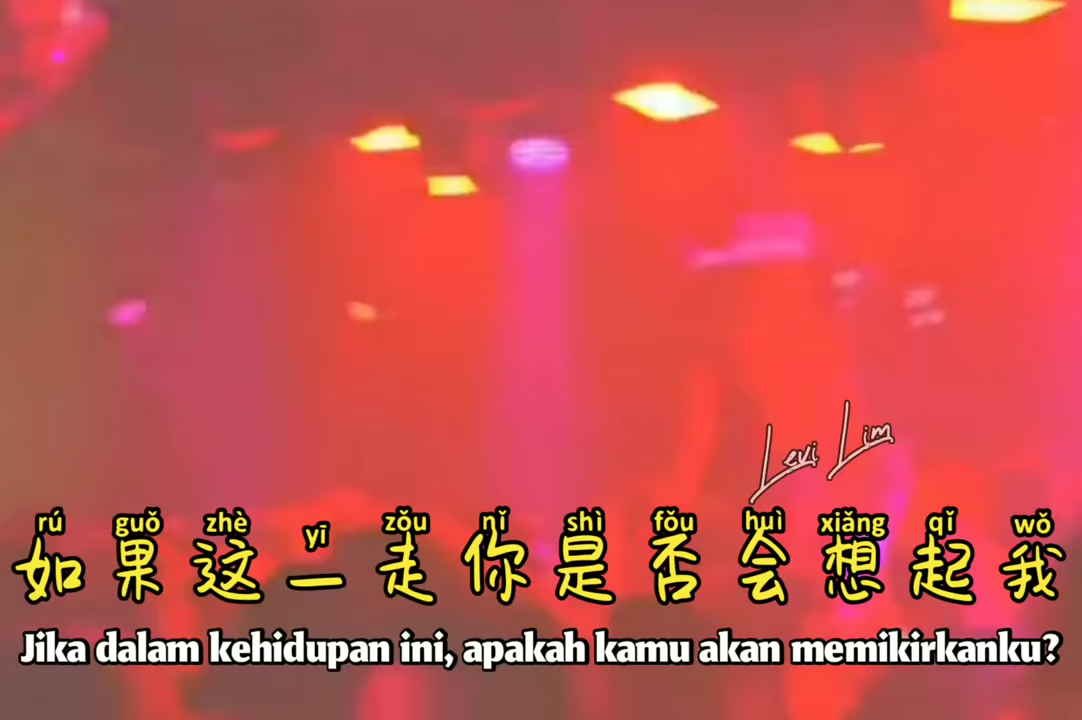 Levi Lim
rú guǒ zhè yī zǒu nǐ shì fǒu huì xiǎng qǐ wǒ
如果这一走你是否会想起我
Jika dalam kehidupan ini, apakah kamu akan memikirkanku?